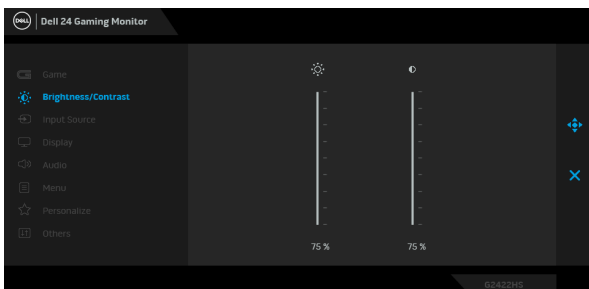 DELL
Dell 24 Gaming Monitor
Game
Brightness/Contrast
Input Source
Display
Audio
Menu
Personalize
Others
75 %
75 %
G2422HS